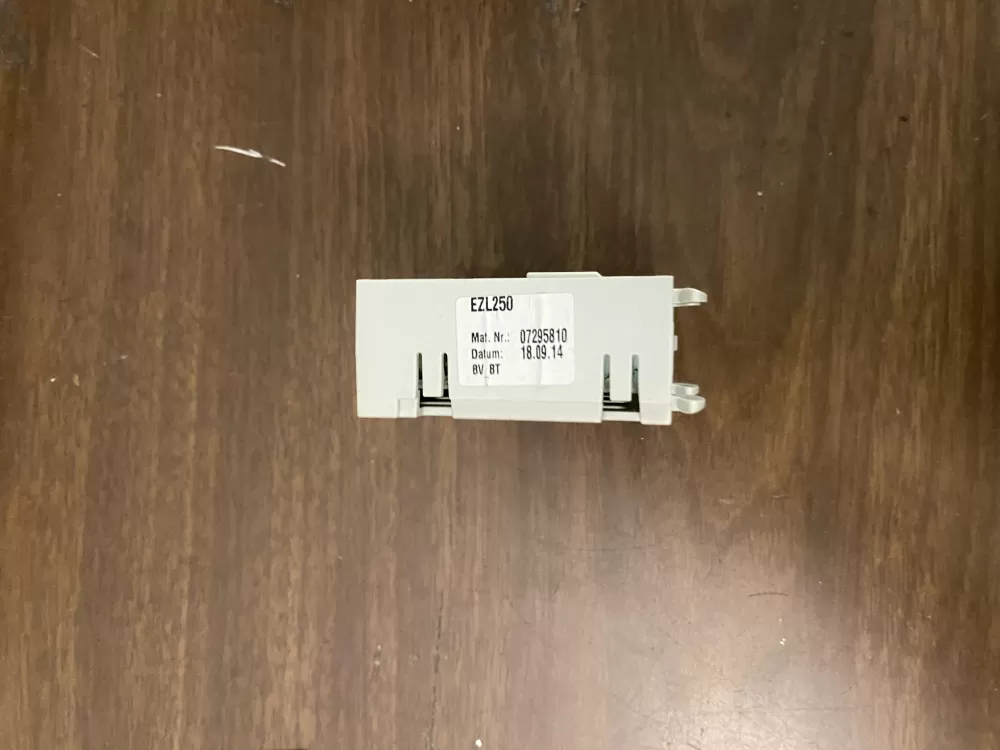 EZL250
Mat. Nr.: 07295810
Datum: 18.09.14
BV BT